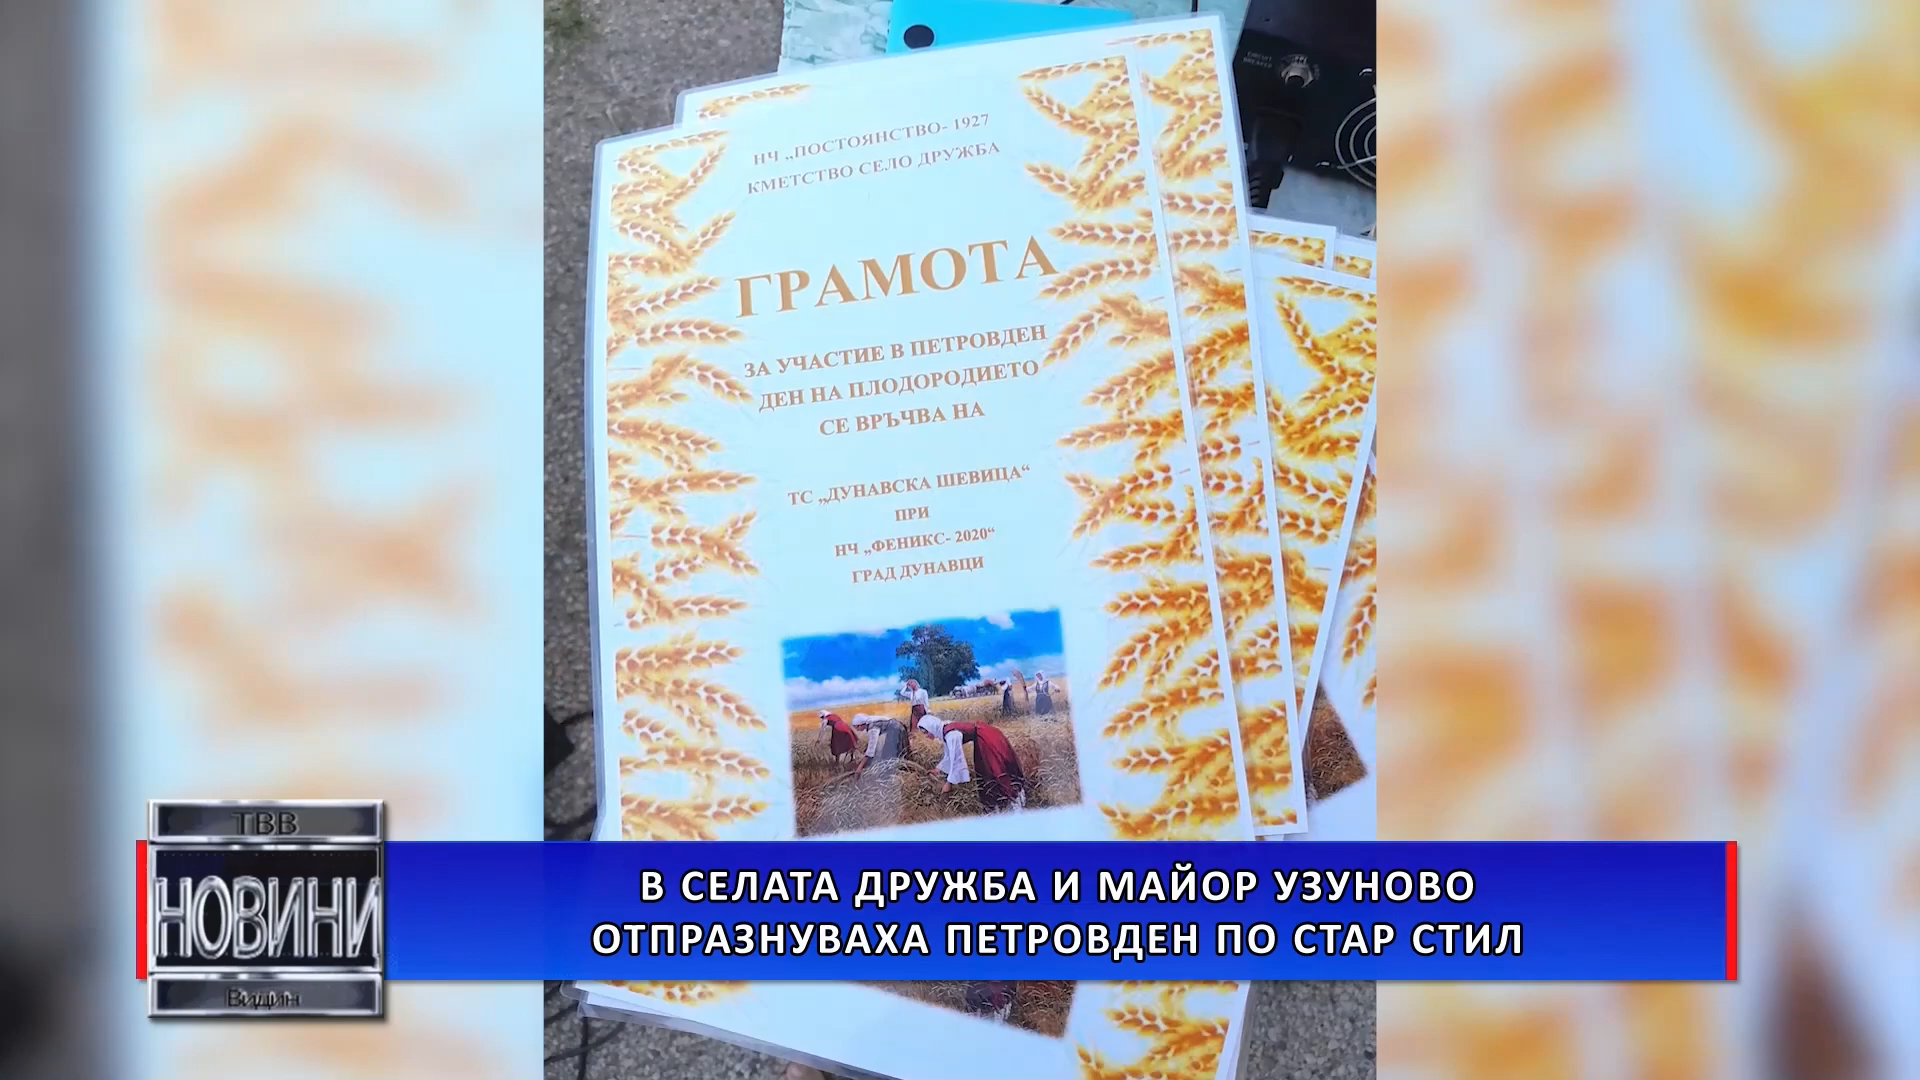 НЧ „ПОСТОЯНСТВО- 1927
КМЕТСТВО СЕЛО ДРУЖБА
ГРАМОТА
ЗА УЧАСТИЕ В ПЕТРОВДЕН
ДЕН НА ПЛОДОРОДИЕТО
СЕ ВРЪЧВА НА
ТС „ДУНАВСКА ШЕВИЦА“
ПРИ
НЧ „ФЕНИКС- 2020“
ГРАД ДУНАВЦИ
ТВВ
НОВИНИ
Видин
В СЕЛАТА ДРУЖБА И МАЙОР УЗУНОВО
ОТПРАЗНУВАХА ПЕТРОВДЕН ПО СТАР СТИЛ